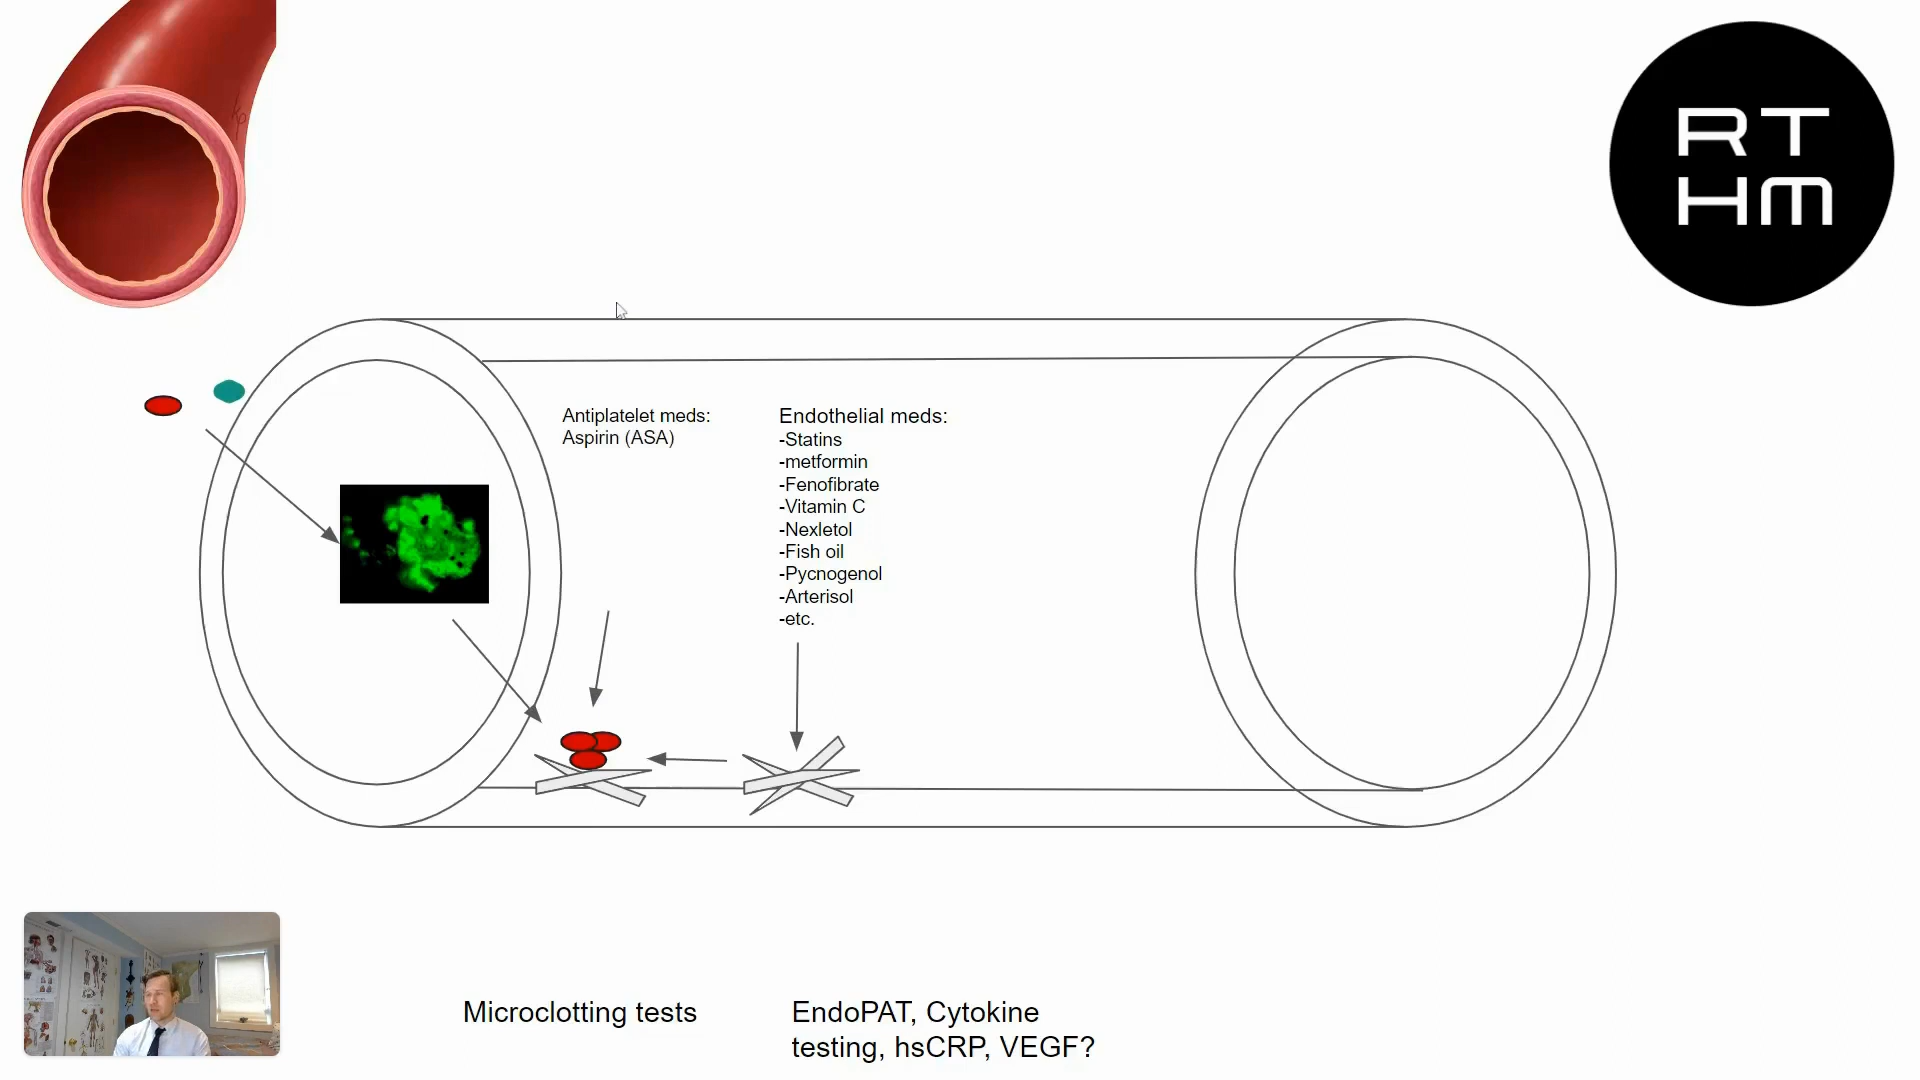 RT
HM
Antiplatelet meds:
Aspirin (ASA)
Endothelial meds:
-Statins
-metformin
-Fenofibrate
-Vitamin C
-Nexletol
-Fish oil
-Pycnogenol
-Arterisol
-etc.
Microclotting tests
EndoPAT, Cytokine
testing, hsCRP, VEGF?